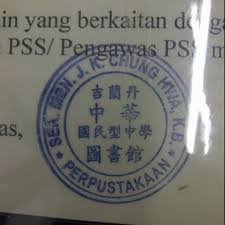 in yang berkaitan denga
PSS/ Pengawas PSS m
SEK. MEN. J. K. CHUNG HWA, K.B.
吉蘭丹
中華
國民型中學
圖書館
PERPUSTAKAAN
as,